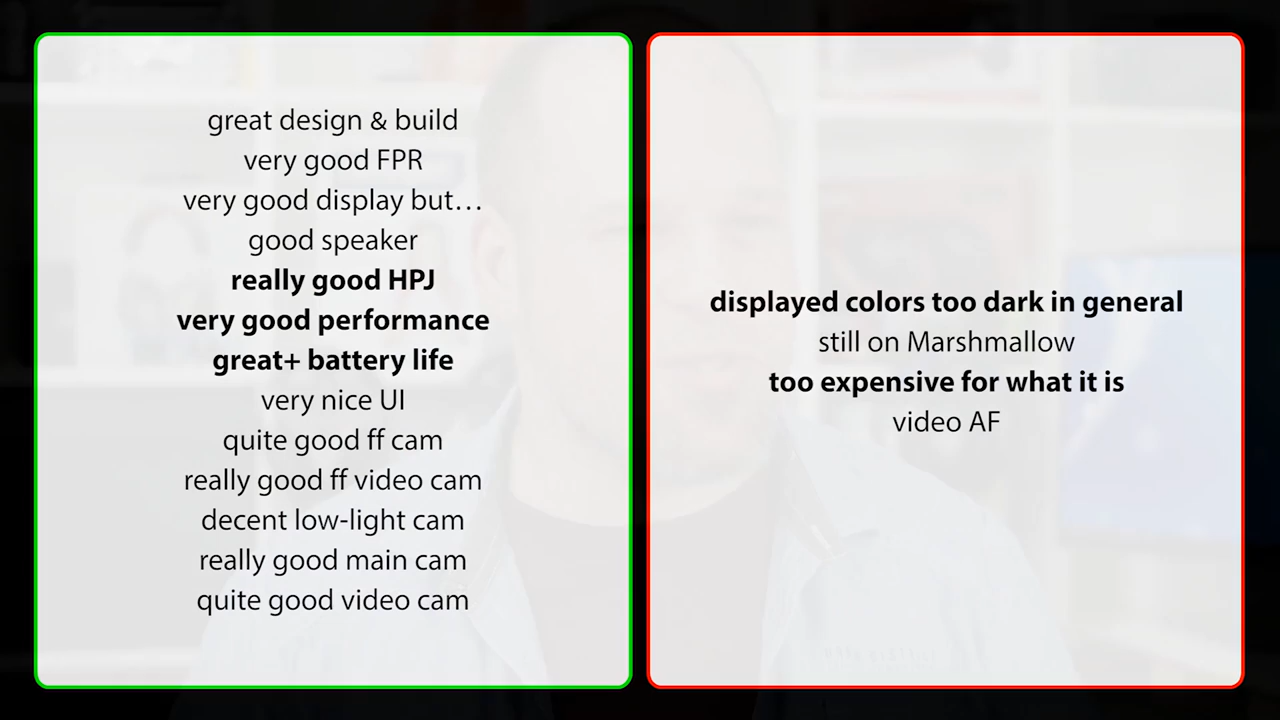 great design & build
very good FPR
very good display but…
good speaker
really good HPJ
very good performance
great+ battery life
very nice UI
quite good ff cam
really good ff video cam
decent low-light cam
really good main cam
quite good video cam
displayed colors too dark in general
still on Marshmallow
too expensive for what it is
video AF